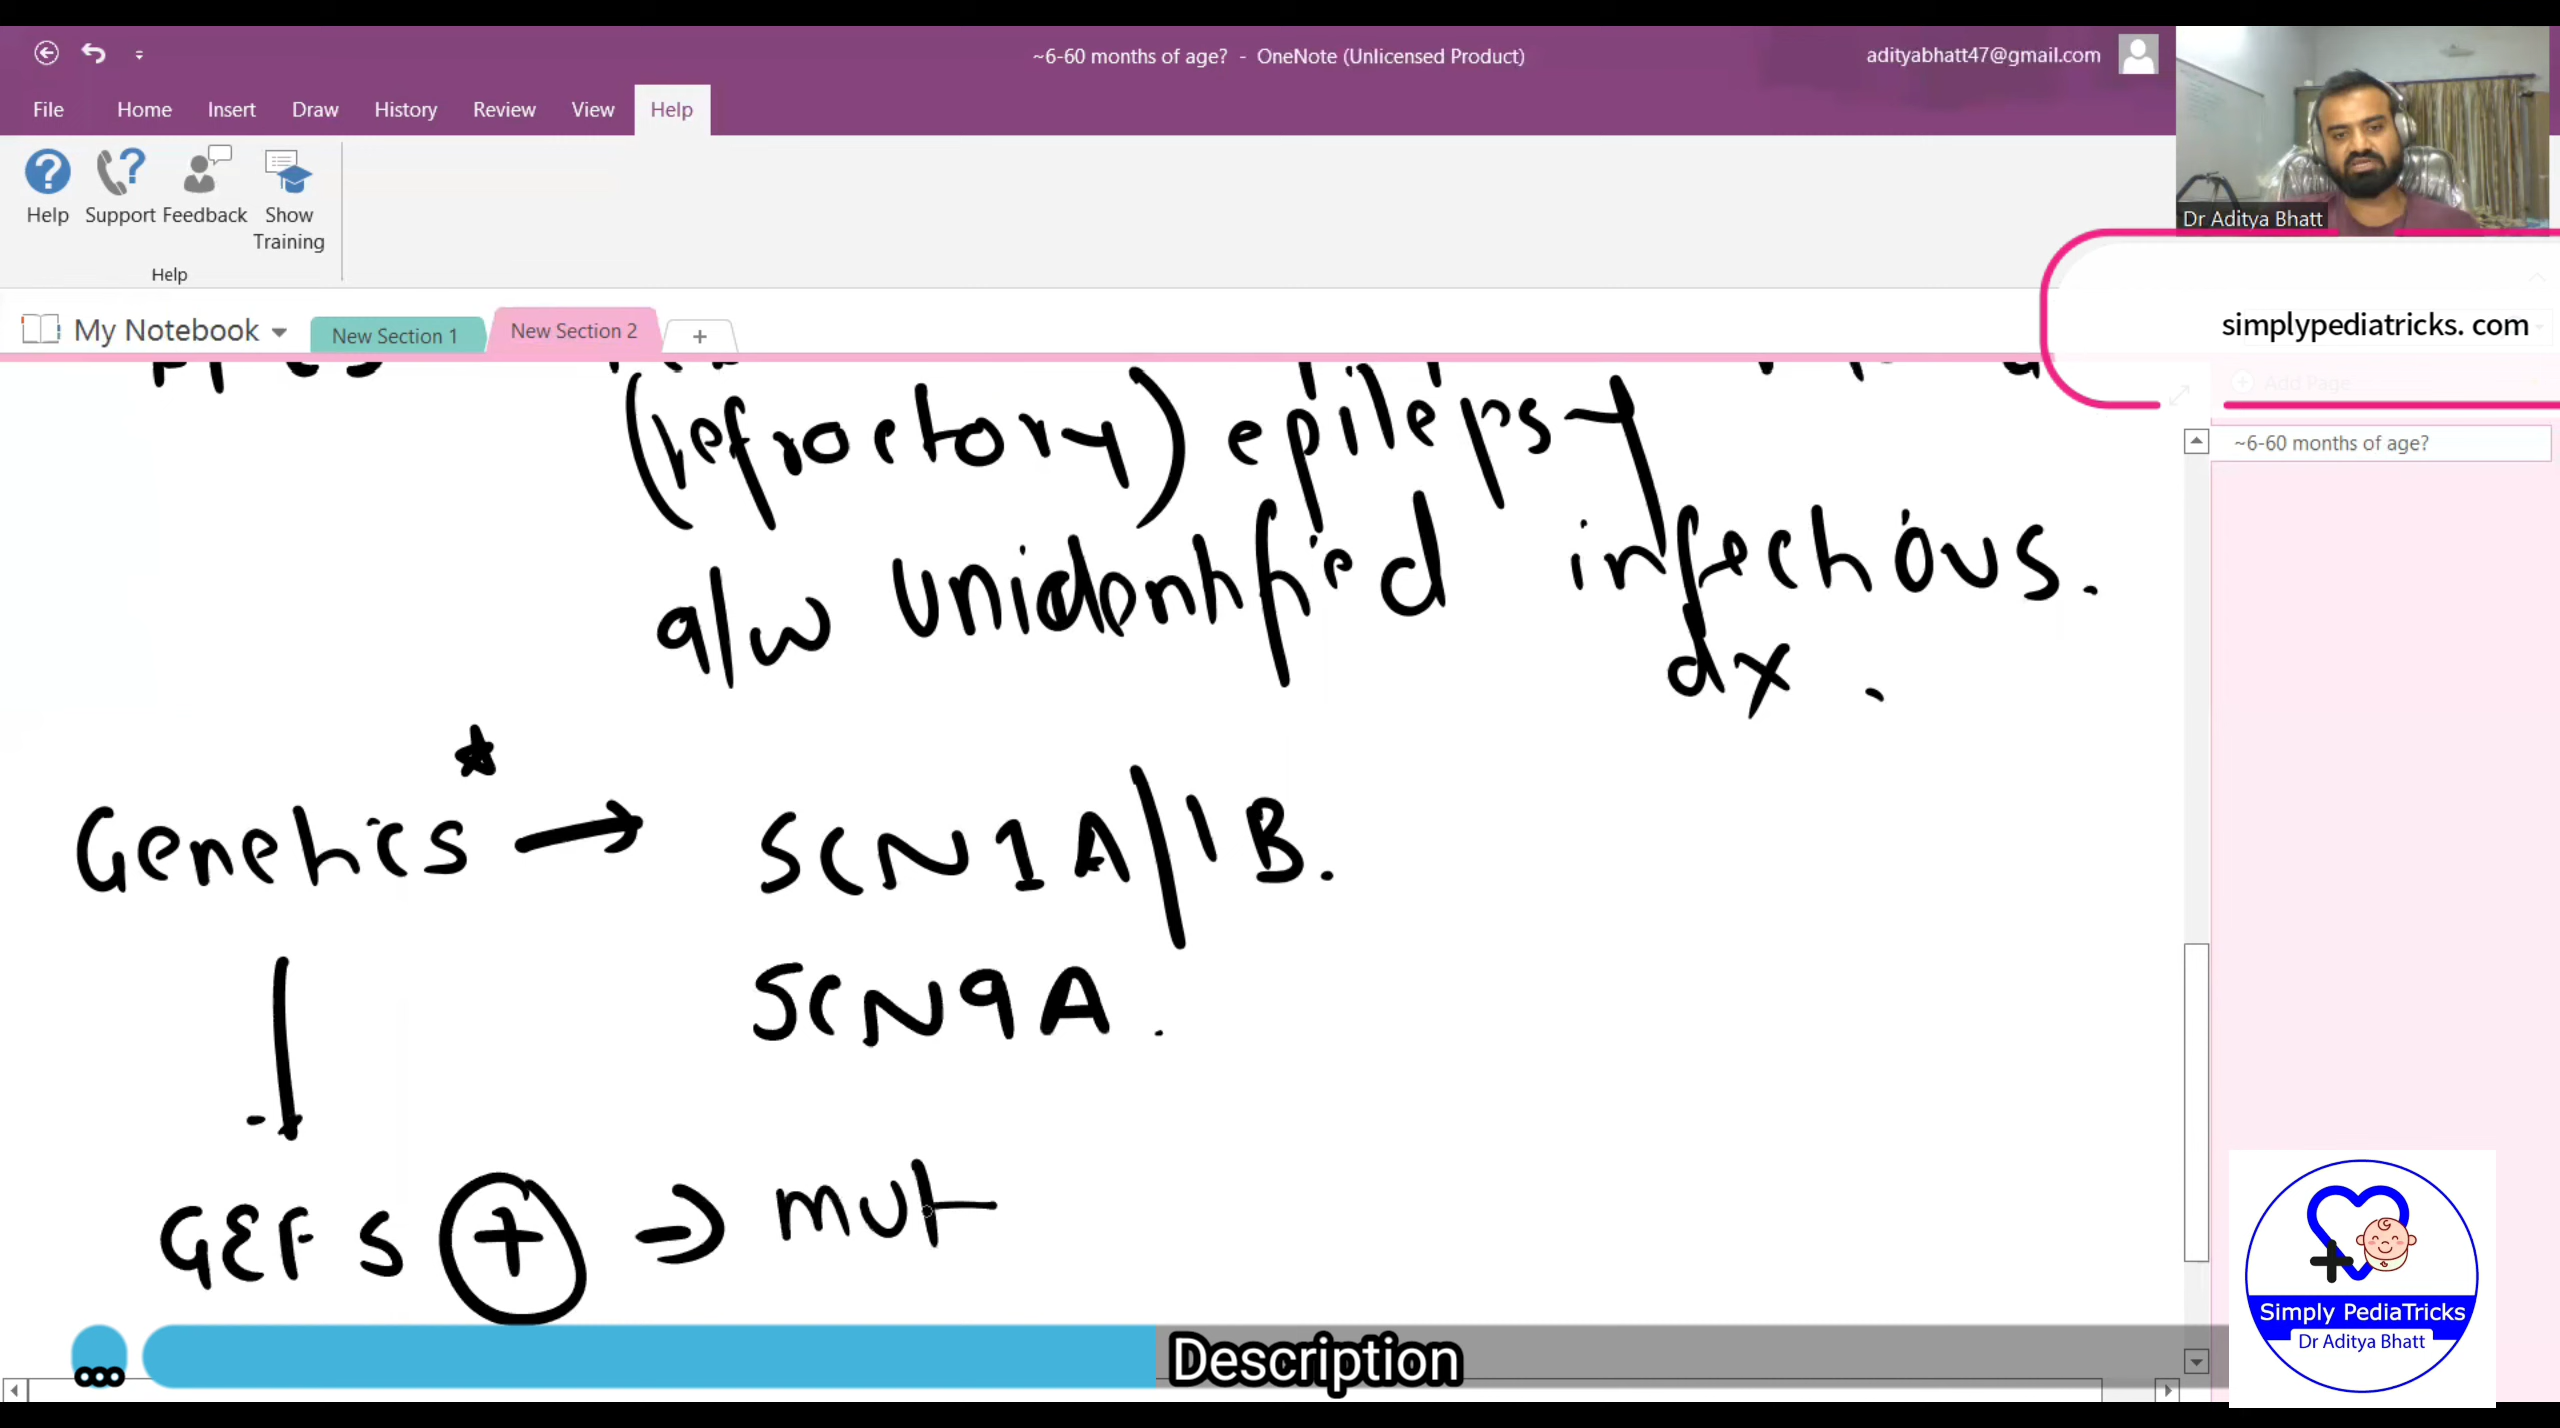 ~6-60 months of age? - OneNote (Unlicensed Product)
adityabhatt47@gmail.com
File Home Insert Draw History Review View Help
Help Support Feedback Show Training
Help
Dr Aditya Bhatt
simplypediatricks. com
My Notebook New Section 1 New Section 2 +
Add Page
~6-60 months of age?
(refractory) epilepsy
a/w unidentified infectious.
dx.
Genetics → SCN1A/1B.
SCN9A.
GEFS + ⇒ mut
Description
Simply PediaTricks
Dr Aditya Bhatt